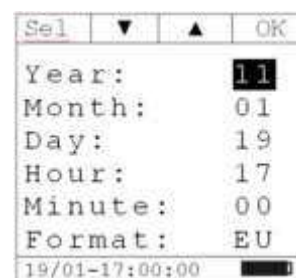 Sel ▼ ▲ OK
Year: 11
Month: 01
Day: 19
Hour: 17
Minute: 00
Format: EU
19/01-17:00:00